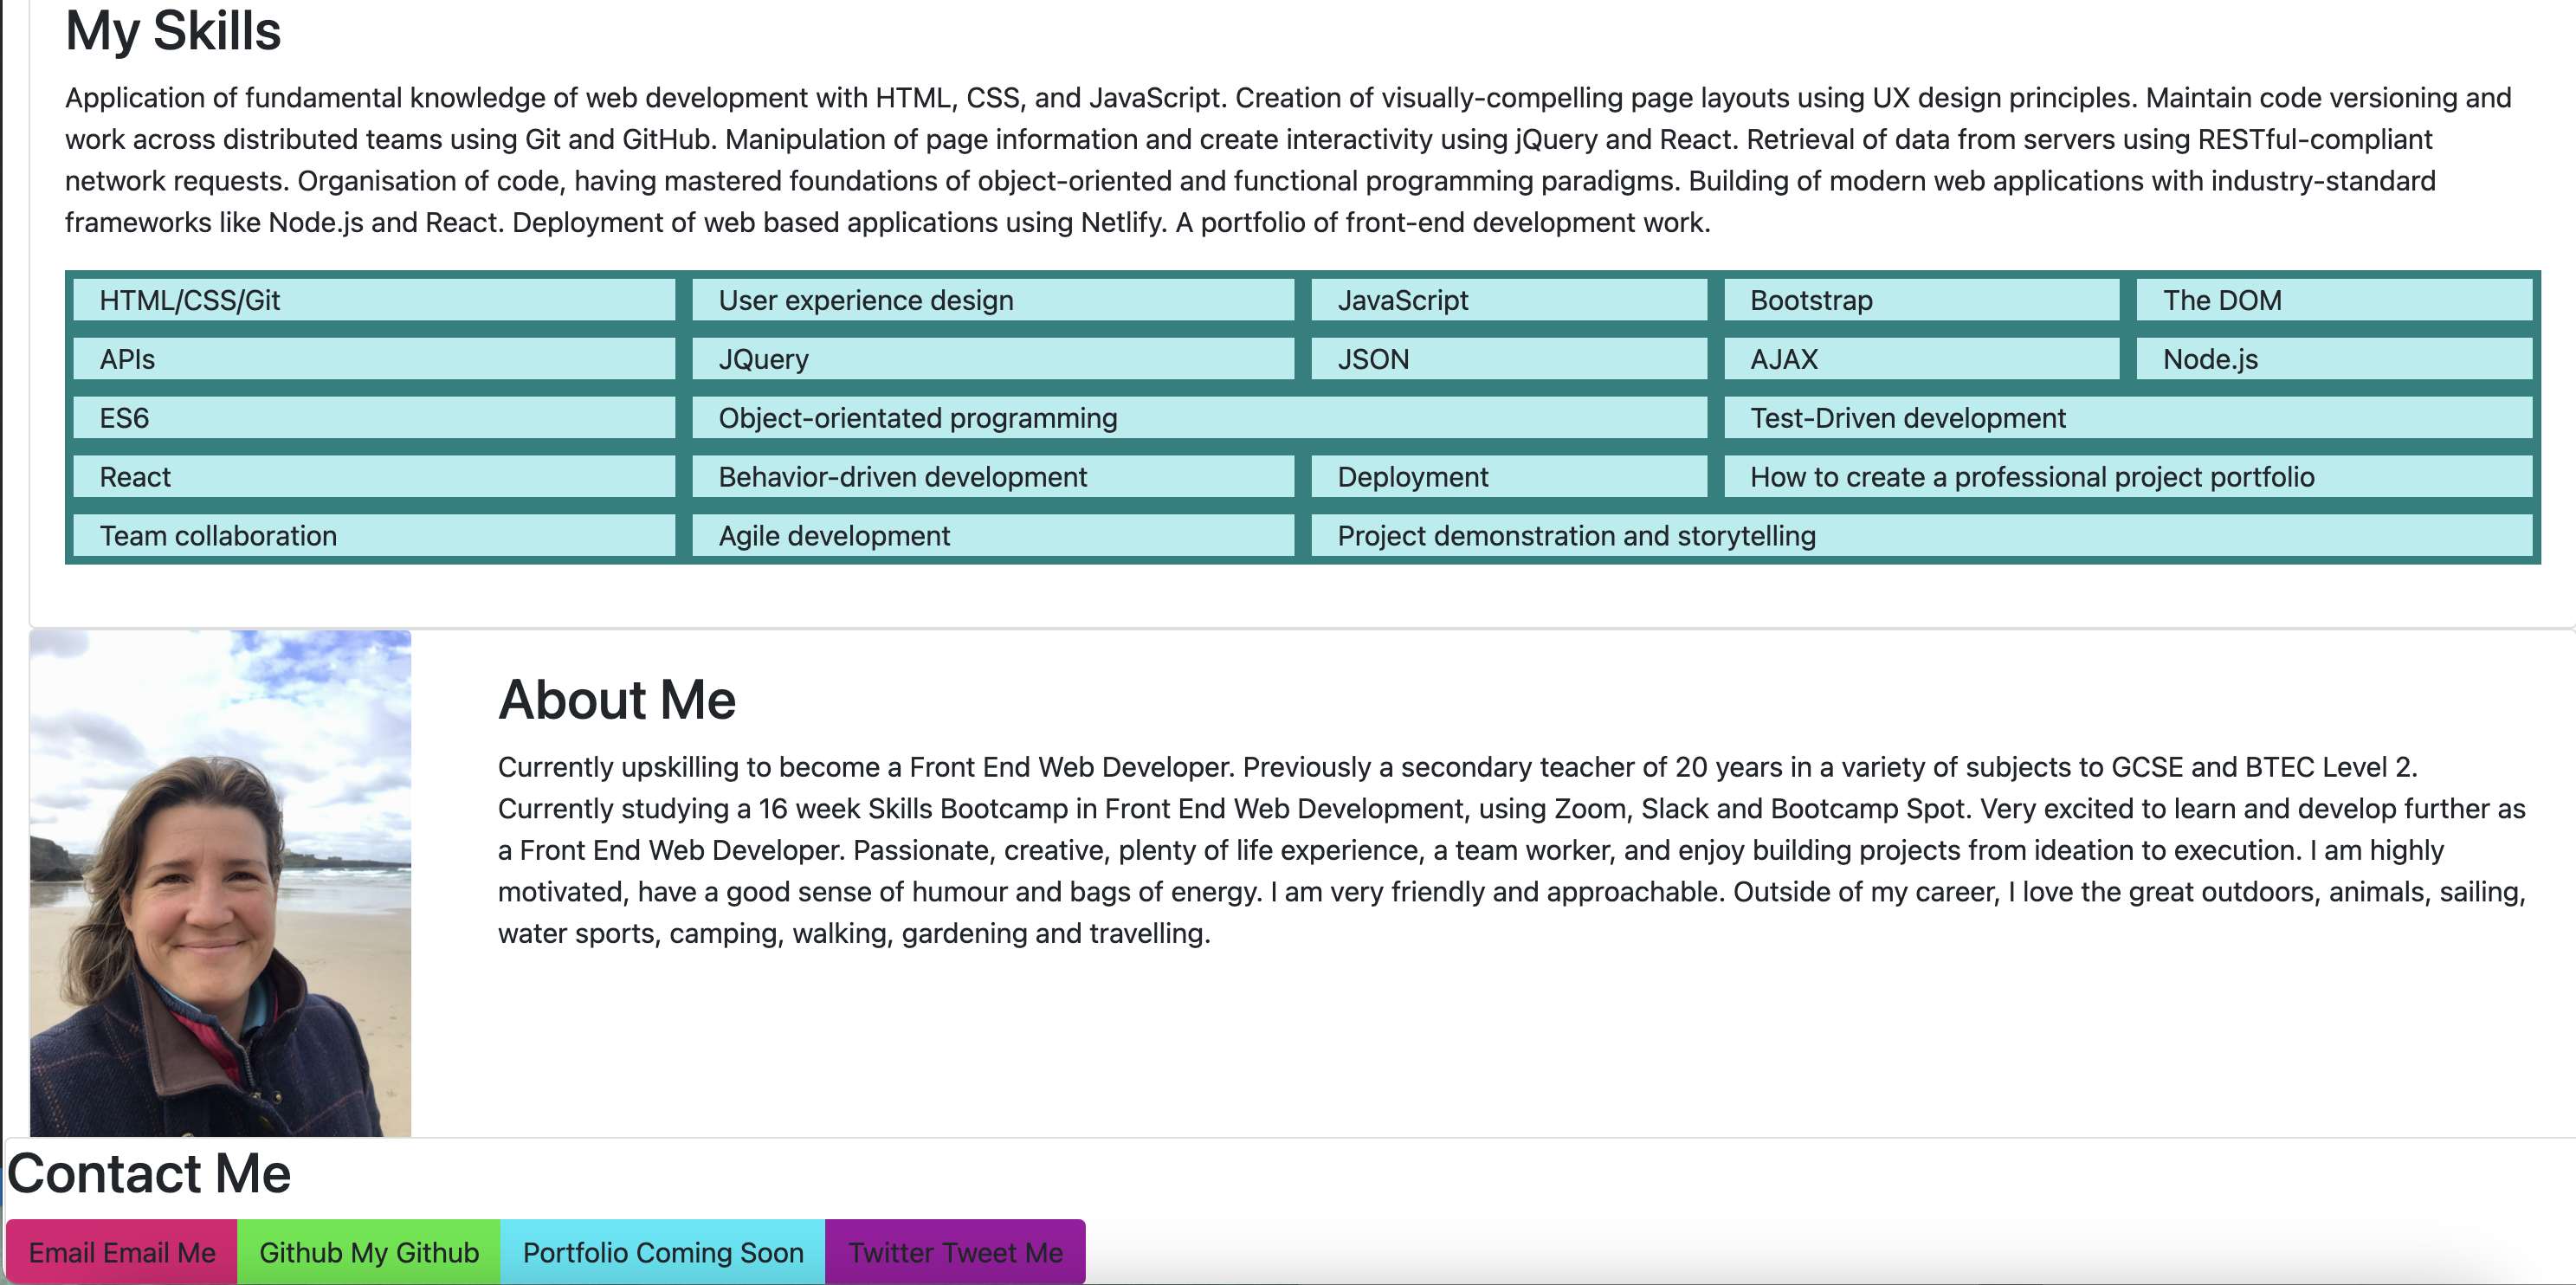 My Skills
Application of fundamental knowledge of web development with HTML, CSS, and JavaScript. Creation of visually-compelling page layouts using UX design principles. Maintain code versioning and
work across distributed teams using Git and GitHub. Manipulation of page information and create interactivity using jQuery and React. Retrieval of data from servers using RESTful-compliant
network requests. Organisation of code, having mastered foundations of object-oriented and functional programming paradigms. Building of modern web applications with industry-standard
frameworks like Node.js and React. Deployment of web based applications using Netlify. A portfolio of front-end development work.
HTML/CSS/Git User experience design JavaScript Bootstrap The DOM
APIs JQuery JSON AJAX Node.js
ES6 Object-orientated programming Test-Driven development
React Behavior-driven development Deployment How to create a professional project portfolio
Team collaboration Agile development Project demonstration and storytelling
About Me
Currently upskilling to become a Front End Web Developer. Previously a secondary teacher of 20 years in a variety of subjects to GCSE and BTEC Level 2.
Currently studying a 16 week Skills Bootcamp in Front End Web Development, using Zoom, Slack and Bootcamp Spot. Very excited to learn and develop further as
a Front End Web Developer. Passionate, creative, plenty of life experience, a team worker, and enjoy building projects from ideation to execution. I am highly
motivated, have a good sense of humour and bags of energy. I am very friendly and approachable. Outside of my career, I love the great outdoors, animals, sailing,
water sports, camping, walking, gardening and travelling.
Contact Me
Email Email Me Github My Github Portfolio Coming Soon Twitter Tweet Me